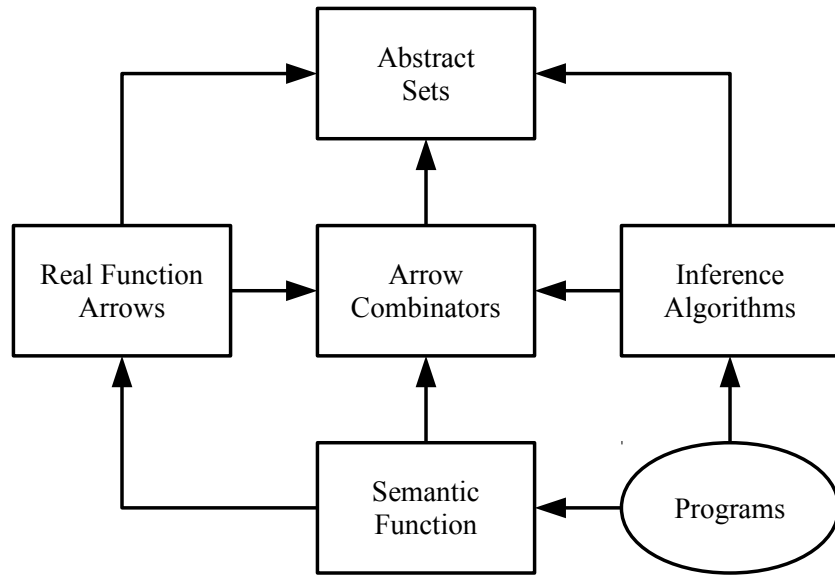 Abstract
Sets
Real Function
Arrows
Arrow
Combinators
Inference
Algorithms
Semantic
Function
Programs